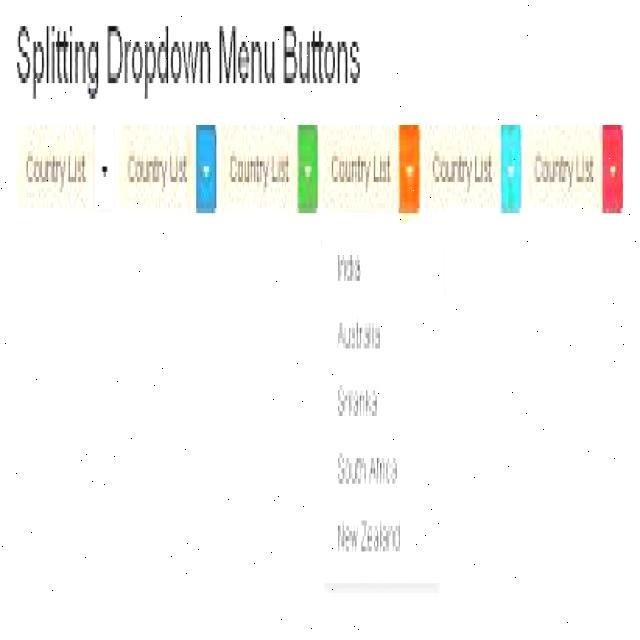 Splitting Dropdown Menu Buttons
Country List Country List Country List Country List Country List Country List
India
Australia
Srilanka
South Africa
New Zealand